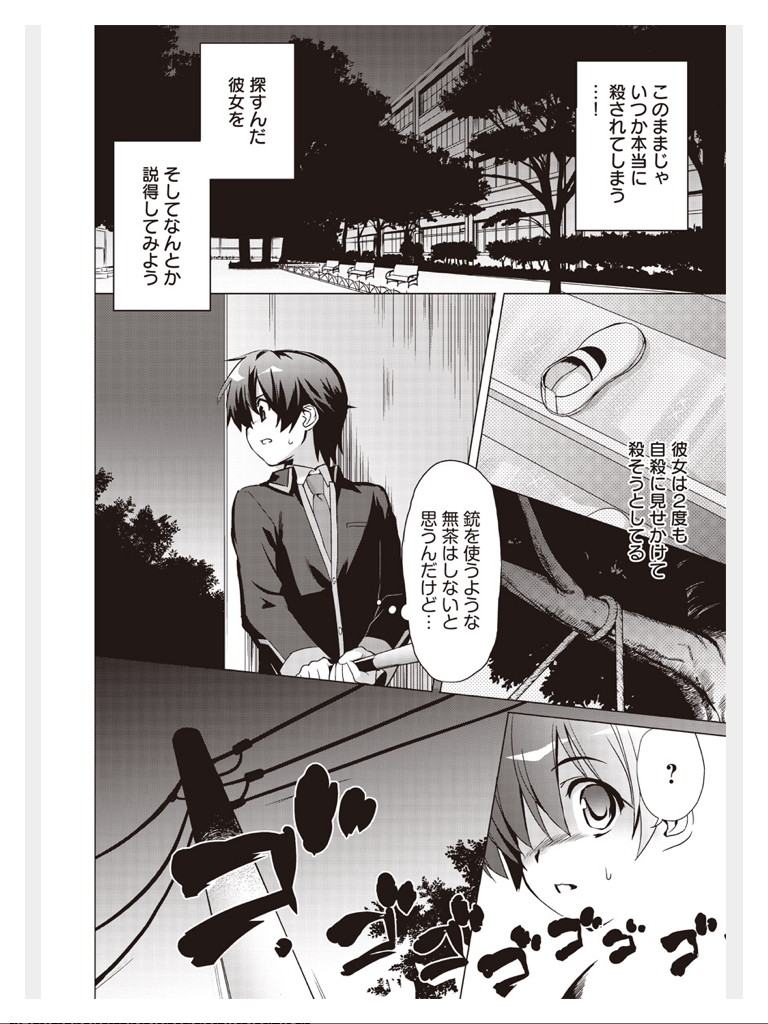 このままじゃ
いつか本当に
殺されてしまう
…！
探すんだ
彼女を
そしてなんとか
説得してみよう
彼女は2度も
自殺に見せかけて
殺そうとしてる
銃を使うような
無茶はしないと
思うんだけど…
？
ゴゴゴゴゴゴゴ